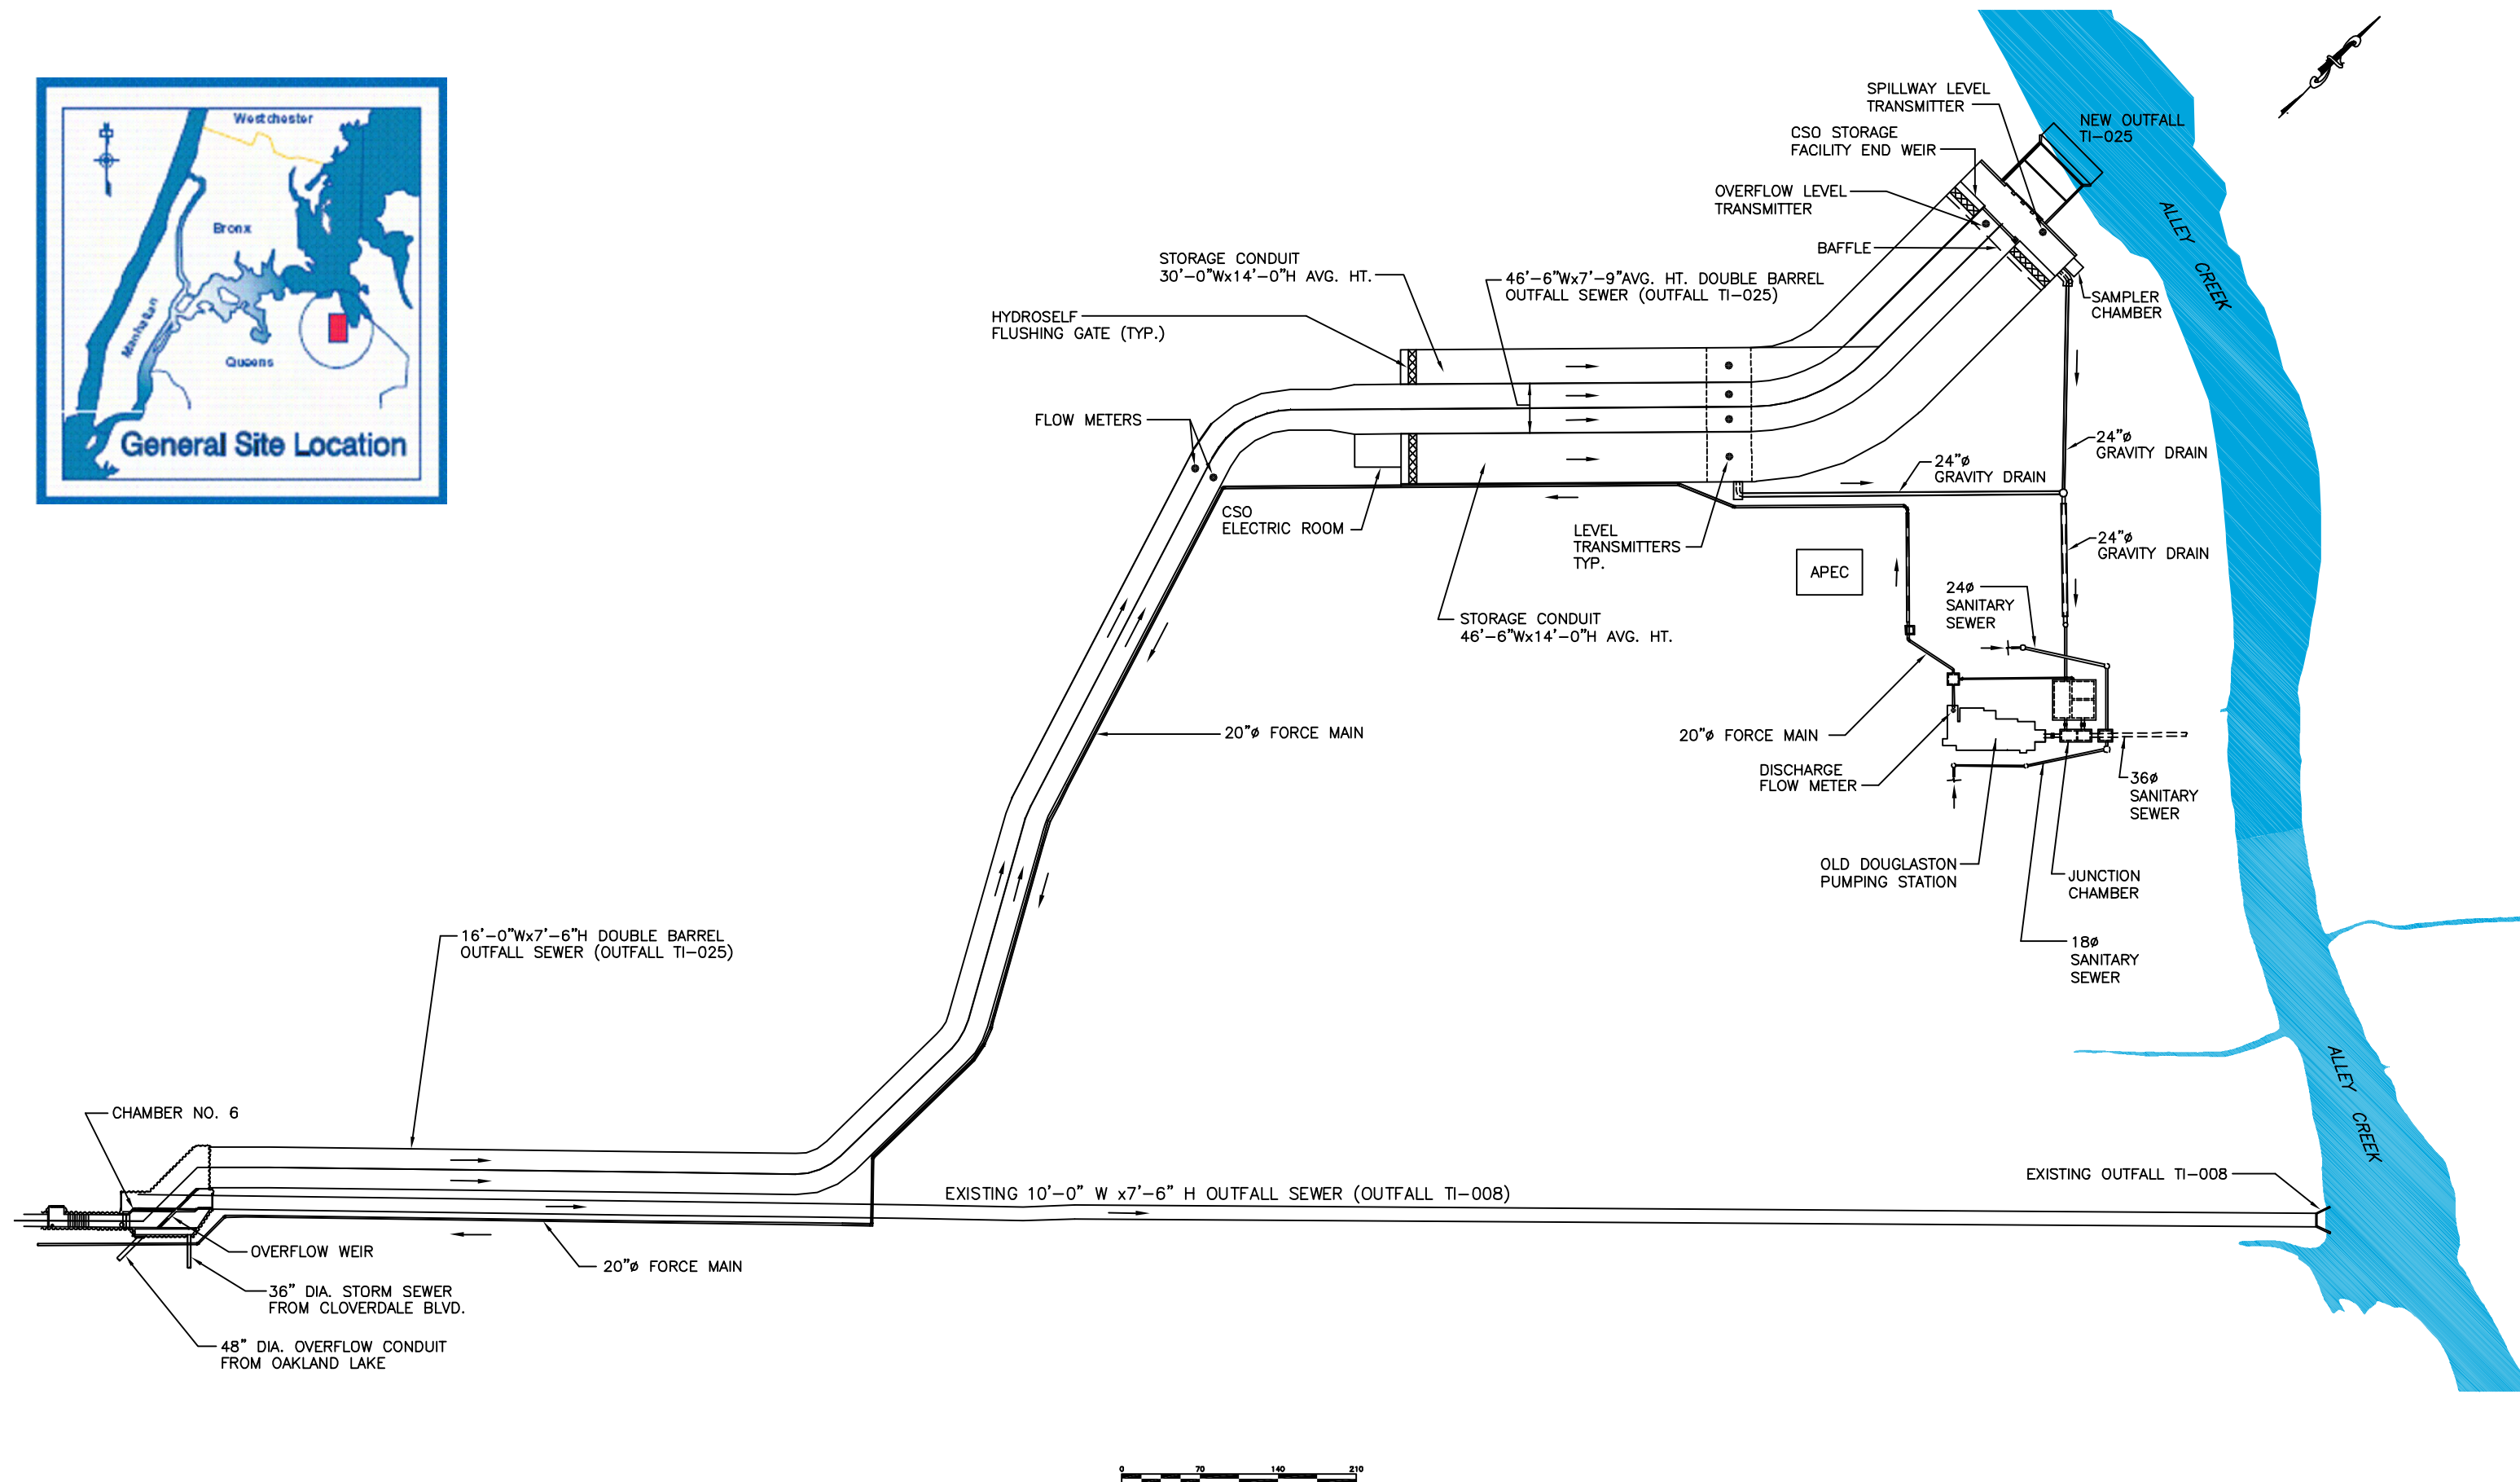 Westchester
Bronx
Manhattan
Queens
General Site Location
SPILLWAY LEVEL
TRANSMITTER
NEW OUTFALL
TI-025
CSO STORAGE
FACILITY END WEIR
OVERFLOW LEVEL
TRANSMITTER
BAFFLE
ALLEY
CREEK
SAMPLER
CHAMBER
STORAGE CONDUIT
30'-0"Wx14'-0"H AVG. HT.
46'-6"Wx7'-9"AVG. HT. DOUBLE BARREL
OUTFALL SEWER (OUTFALL TI-025)
HYDROSELF
FLUSHING GATE (TYP.)
FLOW METERS
24"ø
GRAVITY DRAIN
24"ø
GRAVITY DRAIN
CSO
ELECTRIC ROOM
LEVEL
TRANSMITTERS
TYP.
24"ø
GRAVITY DRAIN
APEC
24ø
SANITARY
SEWER
STORAGE CONDUIT
46'-6"Wx14'-0"H AVG. HT.
20"ø FORCE MAIN
20"ø FORCE MAIN
DISCHARGE
FLOW METER
36ø
SANITARY
SEWER
OLD DOUGLASTON
PUMPING STATION
JUNCTION
CHAMBER
18ø
SANITARY
SEWER
16'-0"Wx7'-6"H DOUBLE BARREL
OUTFALL SEWER (OUTFALL TI-025)
ALLEY
CREEK
CHAMBER NO. 6
EXISTING OUTFALL TI-008
EXISTING 10'-0" W x7'-6" H OUTFALL SEWER (OUTFALL TI-008)
OVERFLOW WEIR
20"ø FORCE MAIN
36" DIA. STORM SEWER
FROM CLOVERDALE BLVD.
48" DIA. OVERFLOW CONDUIT
FROM OAKLAND LAKE
0 70 140 210